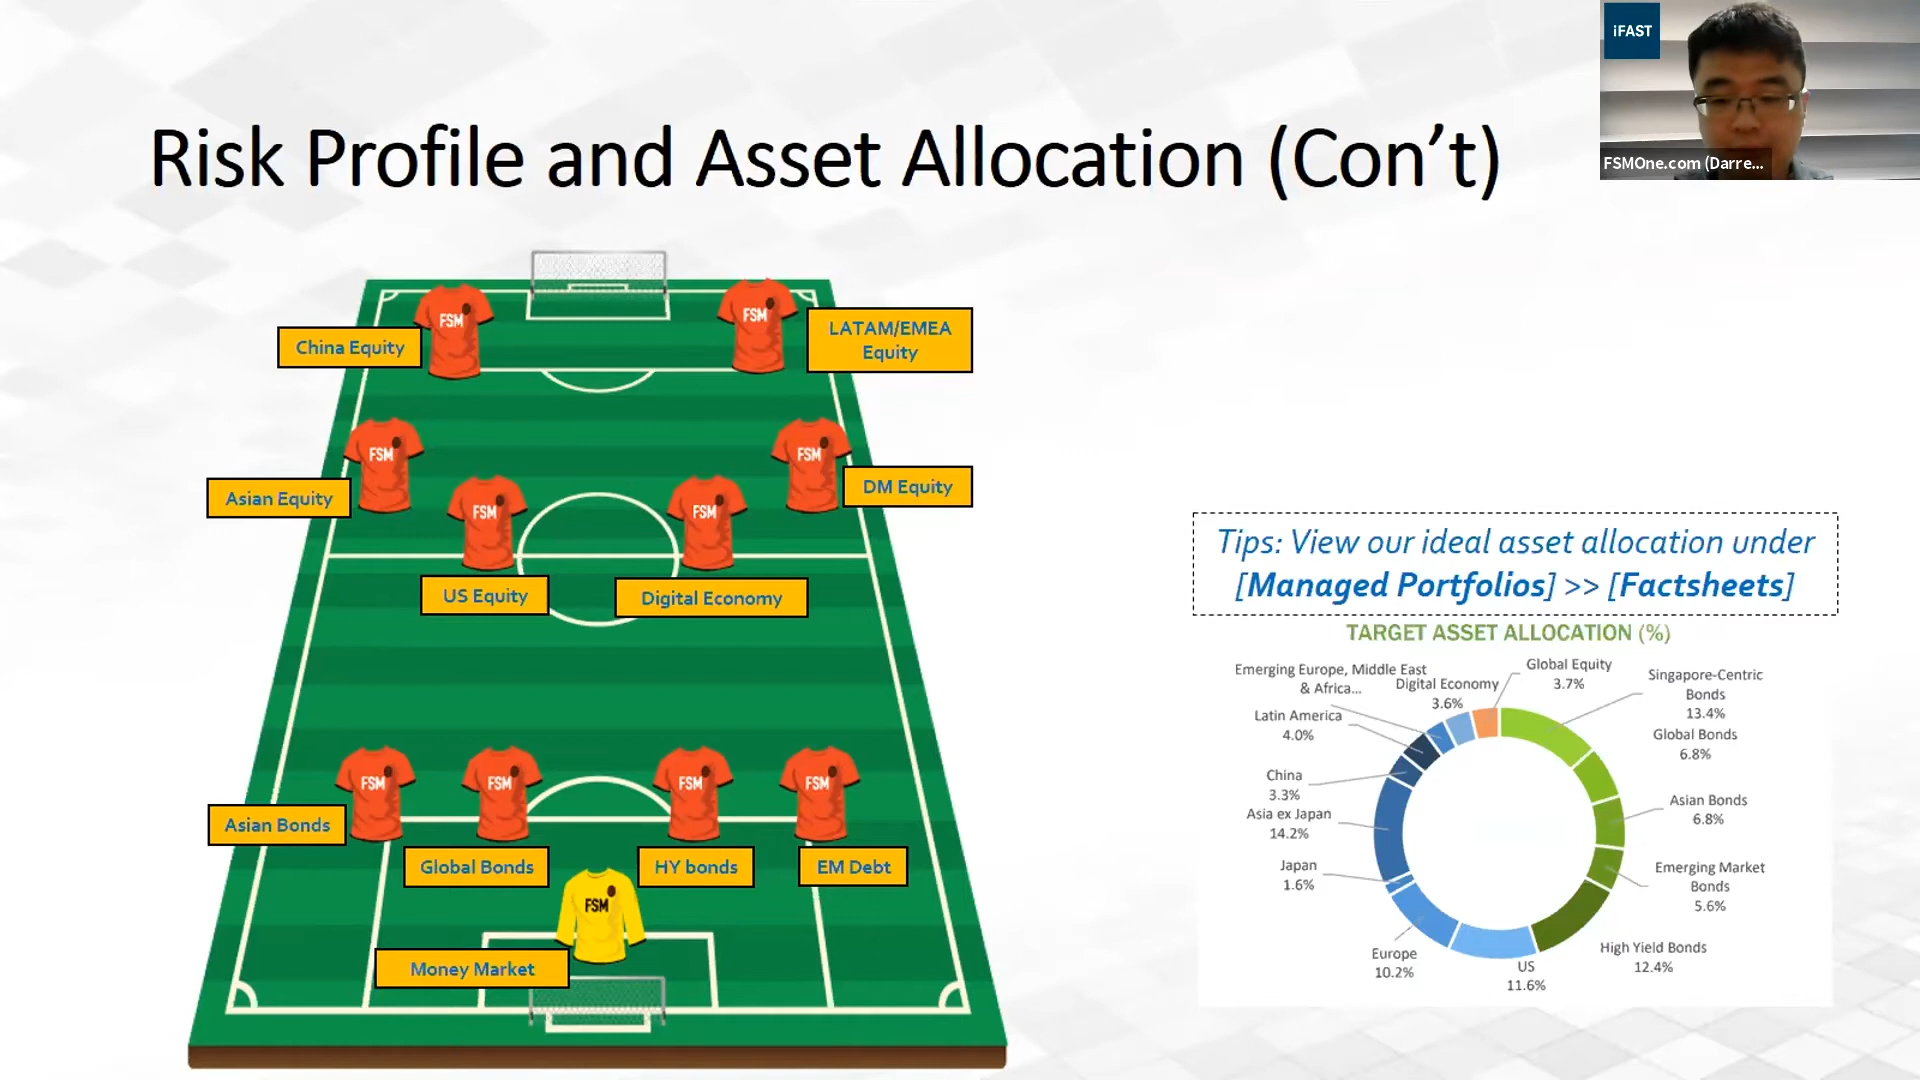 iFAST
FSMOne.com (Darre...
Risk Profile and Asset Allocation (Con’t)
FSM
FSM
China Equity
LATAM/EMEA
Equity
FSM
FSM
Asian Equity
DM Equity
FSM
FSM
US Equity
Digital Economy
FSM
FSM
FSM
FSM
Asian Bonds
Global Bonds
HY bonds
EM Debt
FSM
Money Market
Tips: View our ideal asset allocation under
[Managed Portfolios] >> [Factsheets]
TARGET ASSET ALLOCATION (%)
Global Equity
3.7%
Singapore-Centric
Bonds
13.4%
Global Bonds
6.8%
Asian Bonds
6.8%
Emerging Market
Bonds
5.6%
High Yield Bonds
12.4%
US
11.6%
Europe
10.2%
Japan
1.6%
Asia ex Japan
14.2%
China
3.3%
Latin America
4.0%
Emerging Europe, Middle East
& Africa...
Digital Economy
3.6%